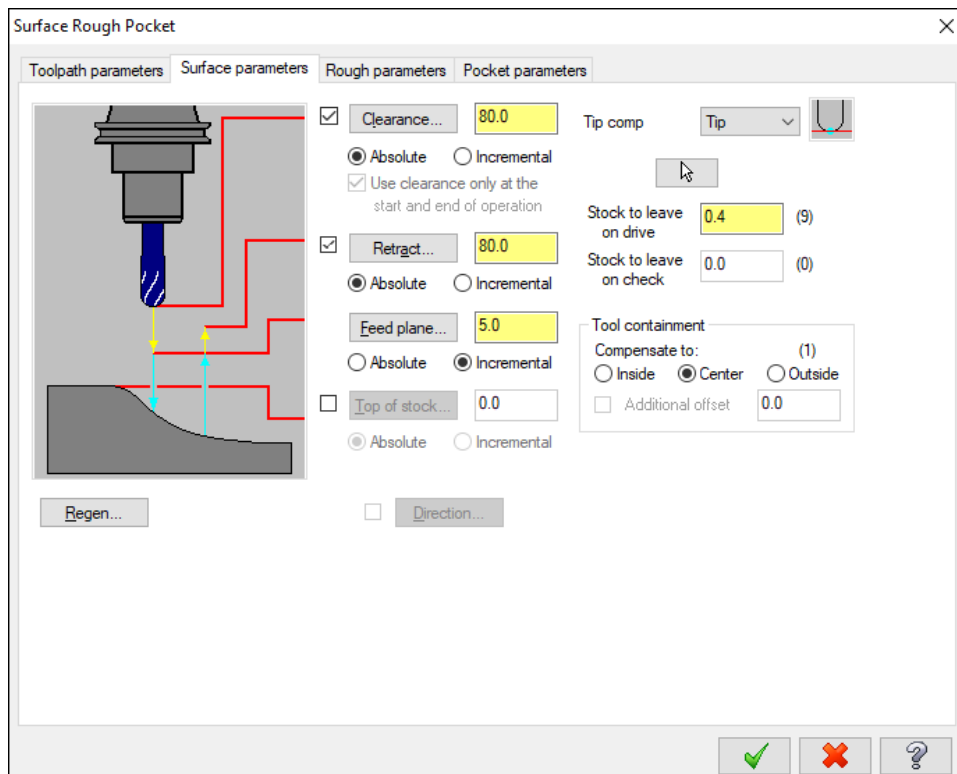 Surface Rough Pocket
Toolpath parameters Surface parameters Rough parameters Pocket parameters
Clearance... 80.0
Absolute Incremental
Use clearance only at the
start and end of operation
Retract... 80.0
Absolute Incremental
Feed plane... 5.0
Absolute Incremental
Top of stock... 0.0
Absolute Incremental
Tip comp Tip
Stock to leave
on drive 0.4 (9)
Stock to leave
on check 0.0 (0)
Tool containment
Compensate to: (1)
Inside Center Outside
Additional offset 0.0
Regen... Direction...